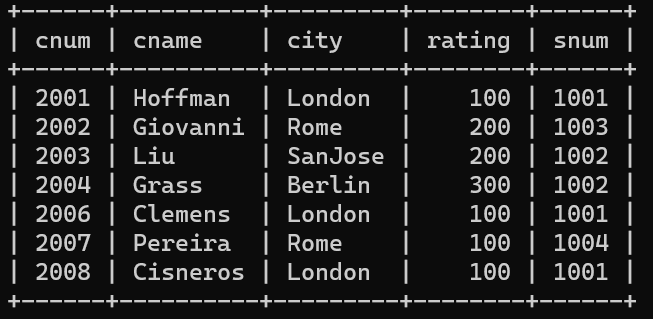 +------+----------+---------+--------+------+
| cnum | cname    | city    | rating | snum |
+------+----------+---------+--------+------+
| 2001 | Hoffman  | London  |    100 | 1001 |
| 2002 | Giovanni | Rome    |    200 | 1003 |
| 2003 | Liu      | SanJose |    200 | 1002 |
| 2004 | Grass    | Berlin  |    300 | 1002 |
| 2006 | Clemens  | London  |    100 | 1001 |
| 2007 | Pereira  | Rome    |    100 | 1004 |
| 2008 | Cisneros | London  |    100 | 1001 |
+------+----------+---------+--------+------+